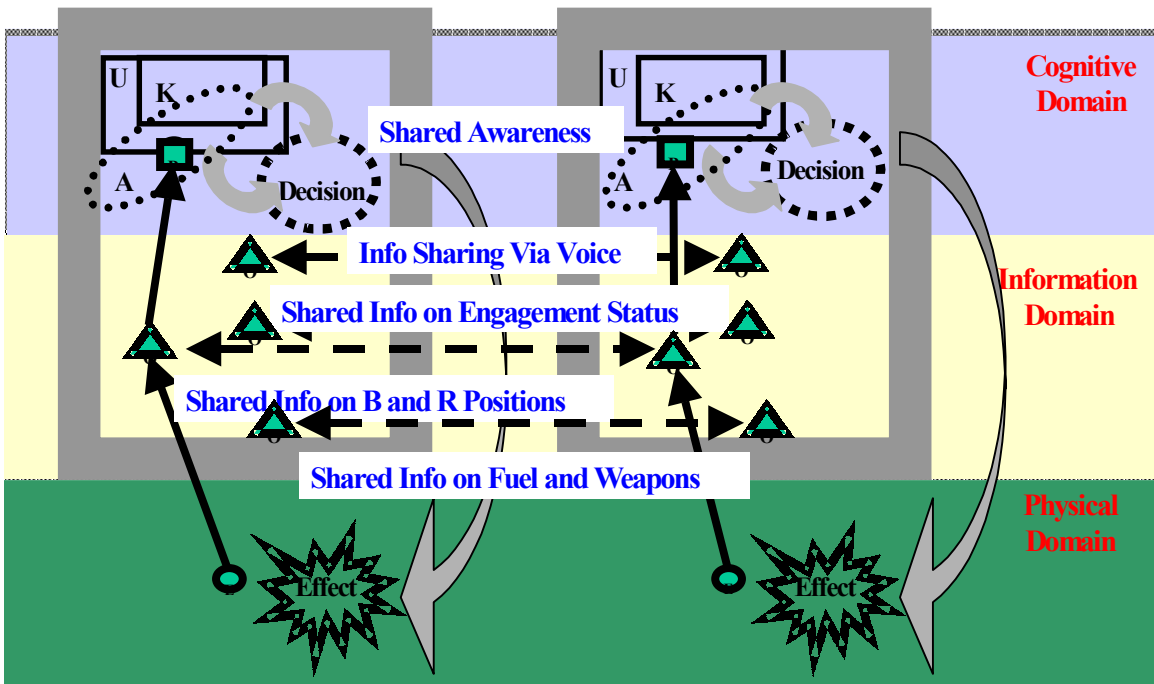 U
K
A
Decision
Shared Awareness
U
K
A
Decision
Cognitive
Domain
Info Sharing Via Voice
Shared Info on Engagement Status
Shared Info on B and R Positions
Shared Info on Fuel and Weapons
Information
Domain
Effect
Effect
Physical
Domain